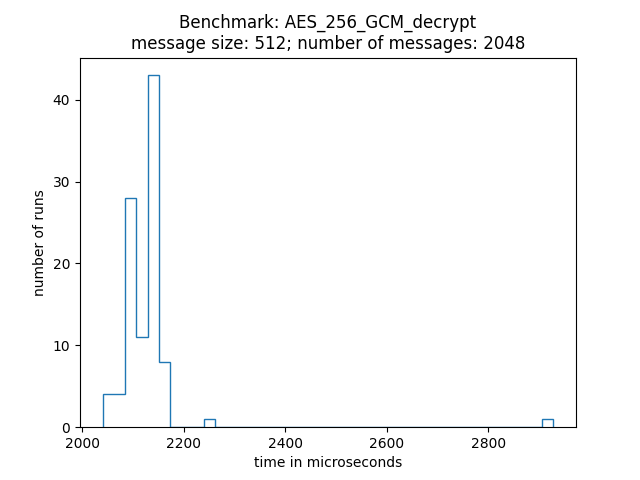 Benchmark: AES_256_GCM_decrypt
message size: 512; number of messages: 2048
number of runs
40
30
20
10
0
2000 2200 2400 2600 2800
time in microseconds